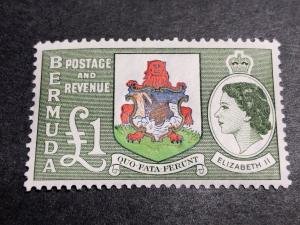 BERMUDA
POSTAGE
AND
REVENUE
£1
QUO FATA FERUNT
ELIZABETH II